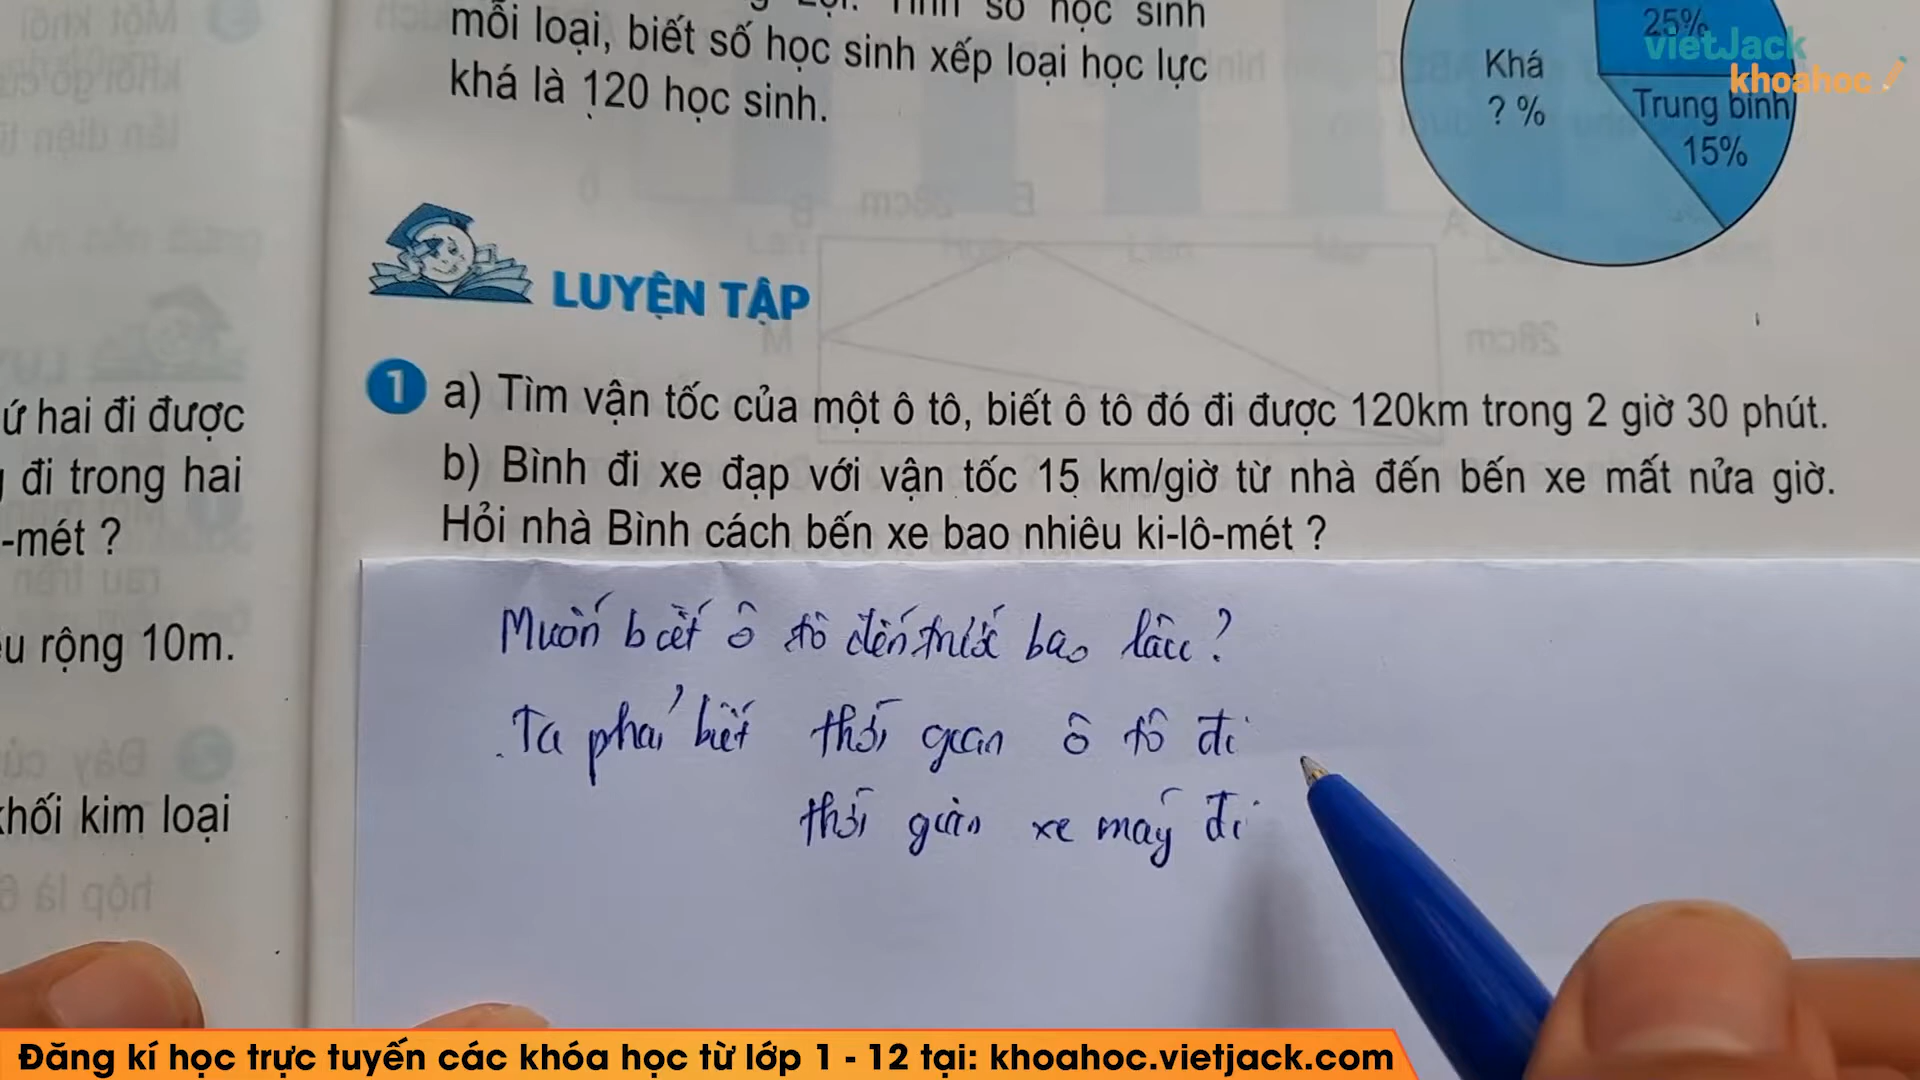 mỗi loại, biết số học sinh xếp loại học lực
khá là 120 học sinh.
25%
Khá
? %
Trung bình
15%
vietJack
khoahoc
LUYỆN TẬP
1 a) Tìm vận tốc của một ô tô, biết ô tô đó đi được 120km trong 2 giờ 30 phút.
b) Bình đi xe đạp với vận tốc 15 km/giờ từ nhà đến bến xe mất nửa giờ.
Hỏi nhà Bình cách bến xe bao nhiêu ki-lô-mét ?
ứ hai đi được
đi trong hai
-mét ?
u rộng 10m.
khối kim loại
Muốn biết ô tô đến trước bao lâu?
Ta phải biết thời gian ô tô đi
thời gian xe máy đi
Đăng kí học trực tuyến các khóa học từ lớp 1 - 12 tại: khoahoc.vietjack.com